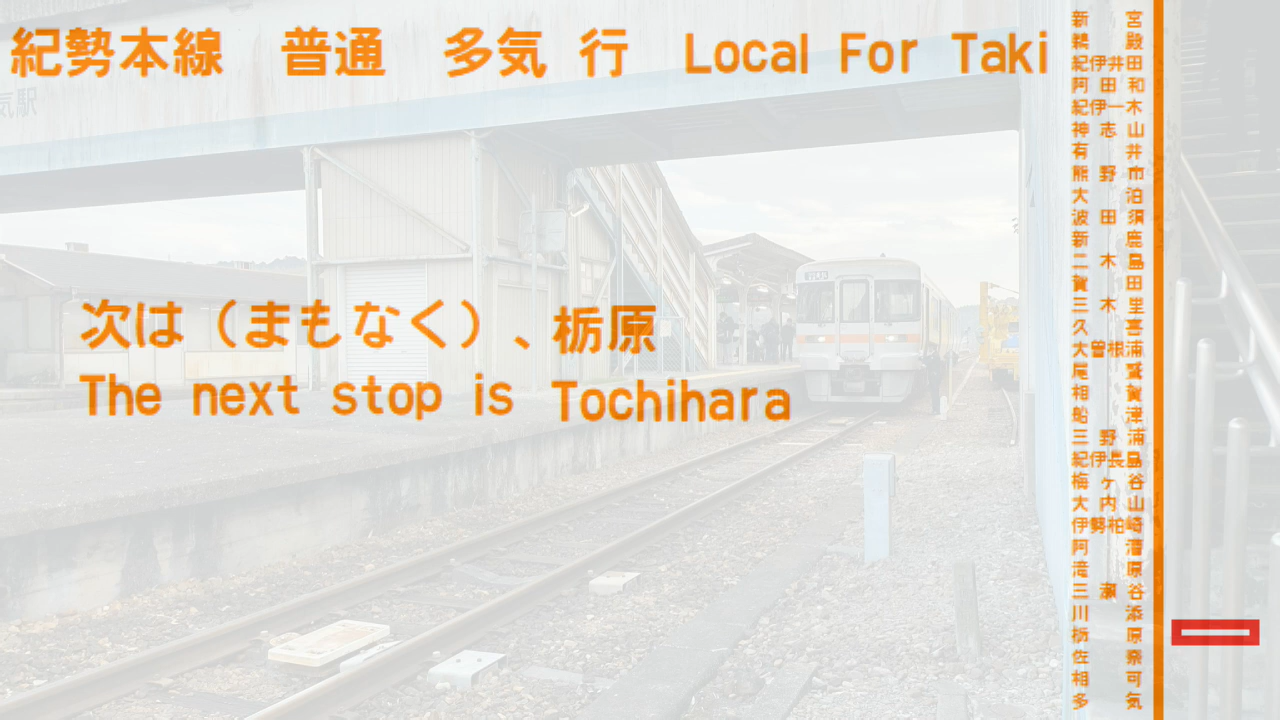 紀勢本線　普通　多気 行　Local For Taki
気駅
次は（まもなく）、栃原
The next stop is Tochihara
新宮
鵜殿
紀伊井田
阿田和
紀伊一木
神志山
有井
熊野市
大泊
波田須
新鹿
二木島
賀田
三木里
久喜
大曽根浦
尾鷲
相賀
船津
三野瀬
紀伊長島
梅ヶ谷
大内山
伊勢柏崎
阿曽
滝原
三瀬谷
川添
栃原
佐奈
相可
多気